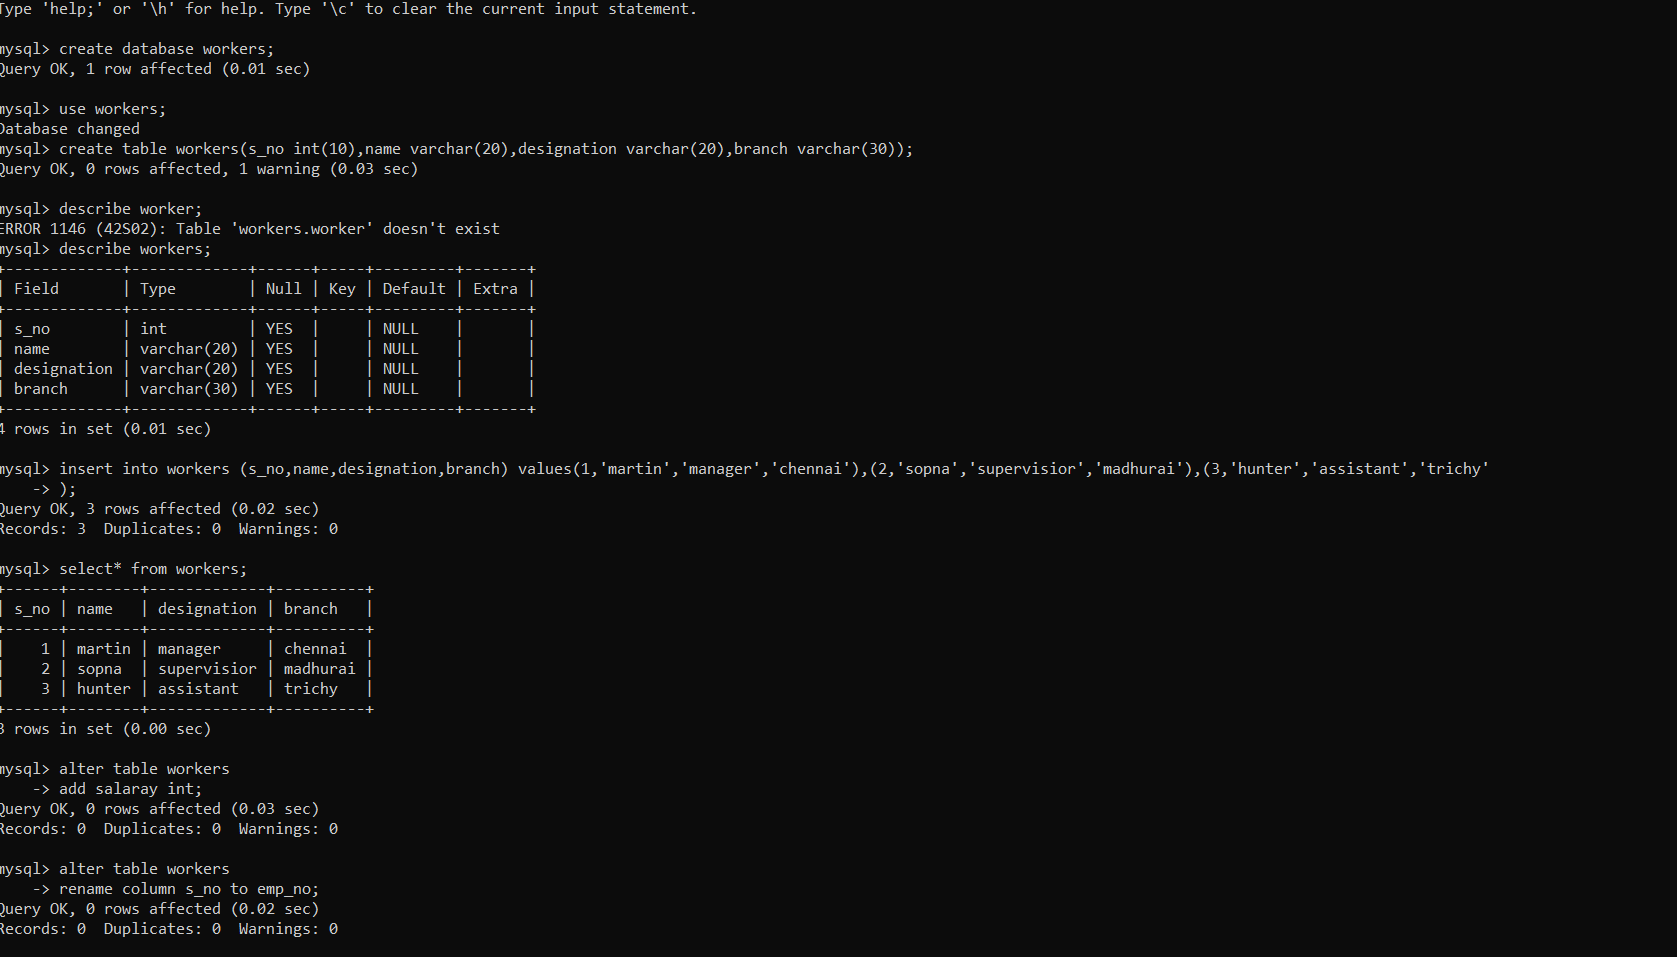 Type 'help;' or '\h' for help. Type '\c' to clear the current input statement.
mysql> create database workers;
Query OK, 1 row affected (0.01 sec)
mysql> use workers;
Database changed
mysql> create table workers(s_no int(10),name varchar(20),designation varchar(20),branch varchar(30));
Query OK, 0 rows affected, 1 warning (0.03 sec)
mysql> describe worker;
ERROR 1146 (42S02): Table 'workers.worker' doesn't exist
mysql> describe workers;
+-------------+-------------+------+-----+---------+-------+
| Field       | Type        | Null | Key | Default | Extra |
+-------------+-------------+------+-----+---------+-------+
| s_no        | int         | YES  |     | NULL    |       |
| name        | varchar(20) | YES  |     | NULL    |       |
| designation | varchar(20) | YES  |     | NULL    |       |
| branch      | varchar(30) | YES  |     | NULL    |       |
+-------------+-------------+------+-----+---------+-------+
4 rows in set (0.01 sec)
mysql> insert into workers (s_no,name,designation,branch) values(1,'martin','manager','chennai'),(2,'sopna','supervisior','madhurai'),(3,'hunter','assistant','trichy'
    -> );
Query OK, 3 rows affected (0.02 sec)
Records: 3  Duplicates: 0  Warnings: 0
mysql> select* from workers;
+------+--------+-------------+----------+
| s_no | name   | designation | branch   |
+------+--------+-------------+----------+
|    1 | martin | manager     | chennai  |
|    2 | sopna  | supervisior | madhurai |
|    3 | hunter | assistant   | trichy   |
+------+--------+-------------+----------+
3 rows in set (0.00 sec)
mysql> alter table workers
    -> add salaray int;
Query OK, 0 rows affected (0.03 sec)
Records: 0  Duplicates: 0  Warnings: 0
mysql> alter table workers
    -> rename column s_no to emp_no;
Query OK, 0 rows affected (0.02 sec)
Records: 0  Duplicates: 0  Warnings: 0